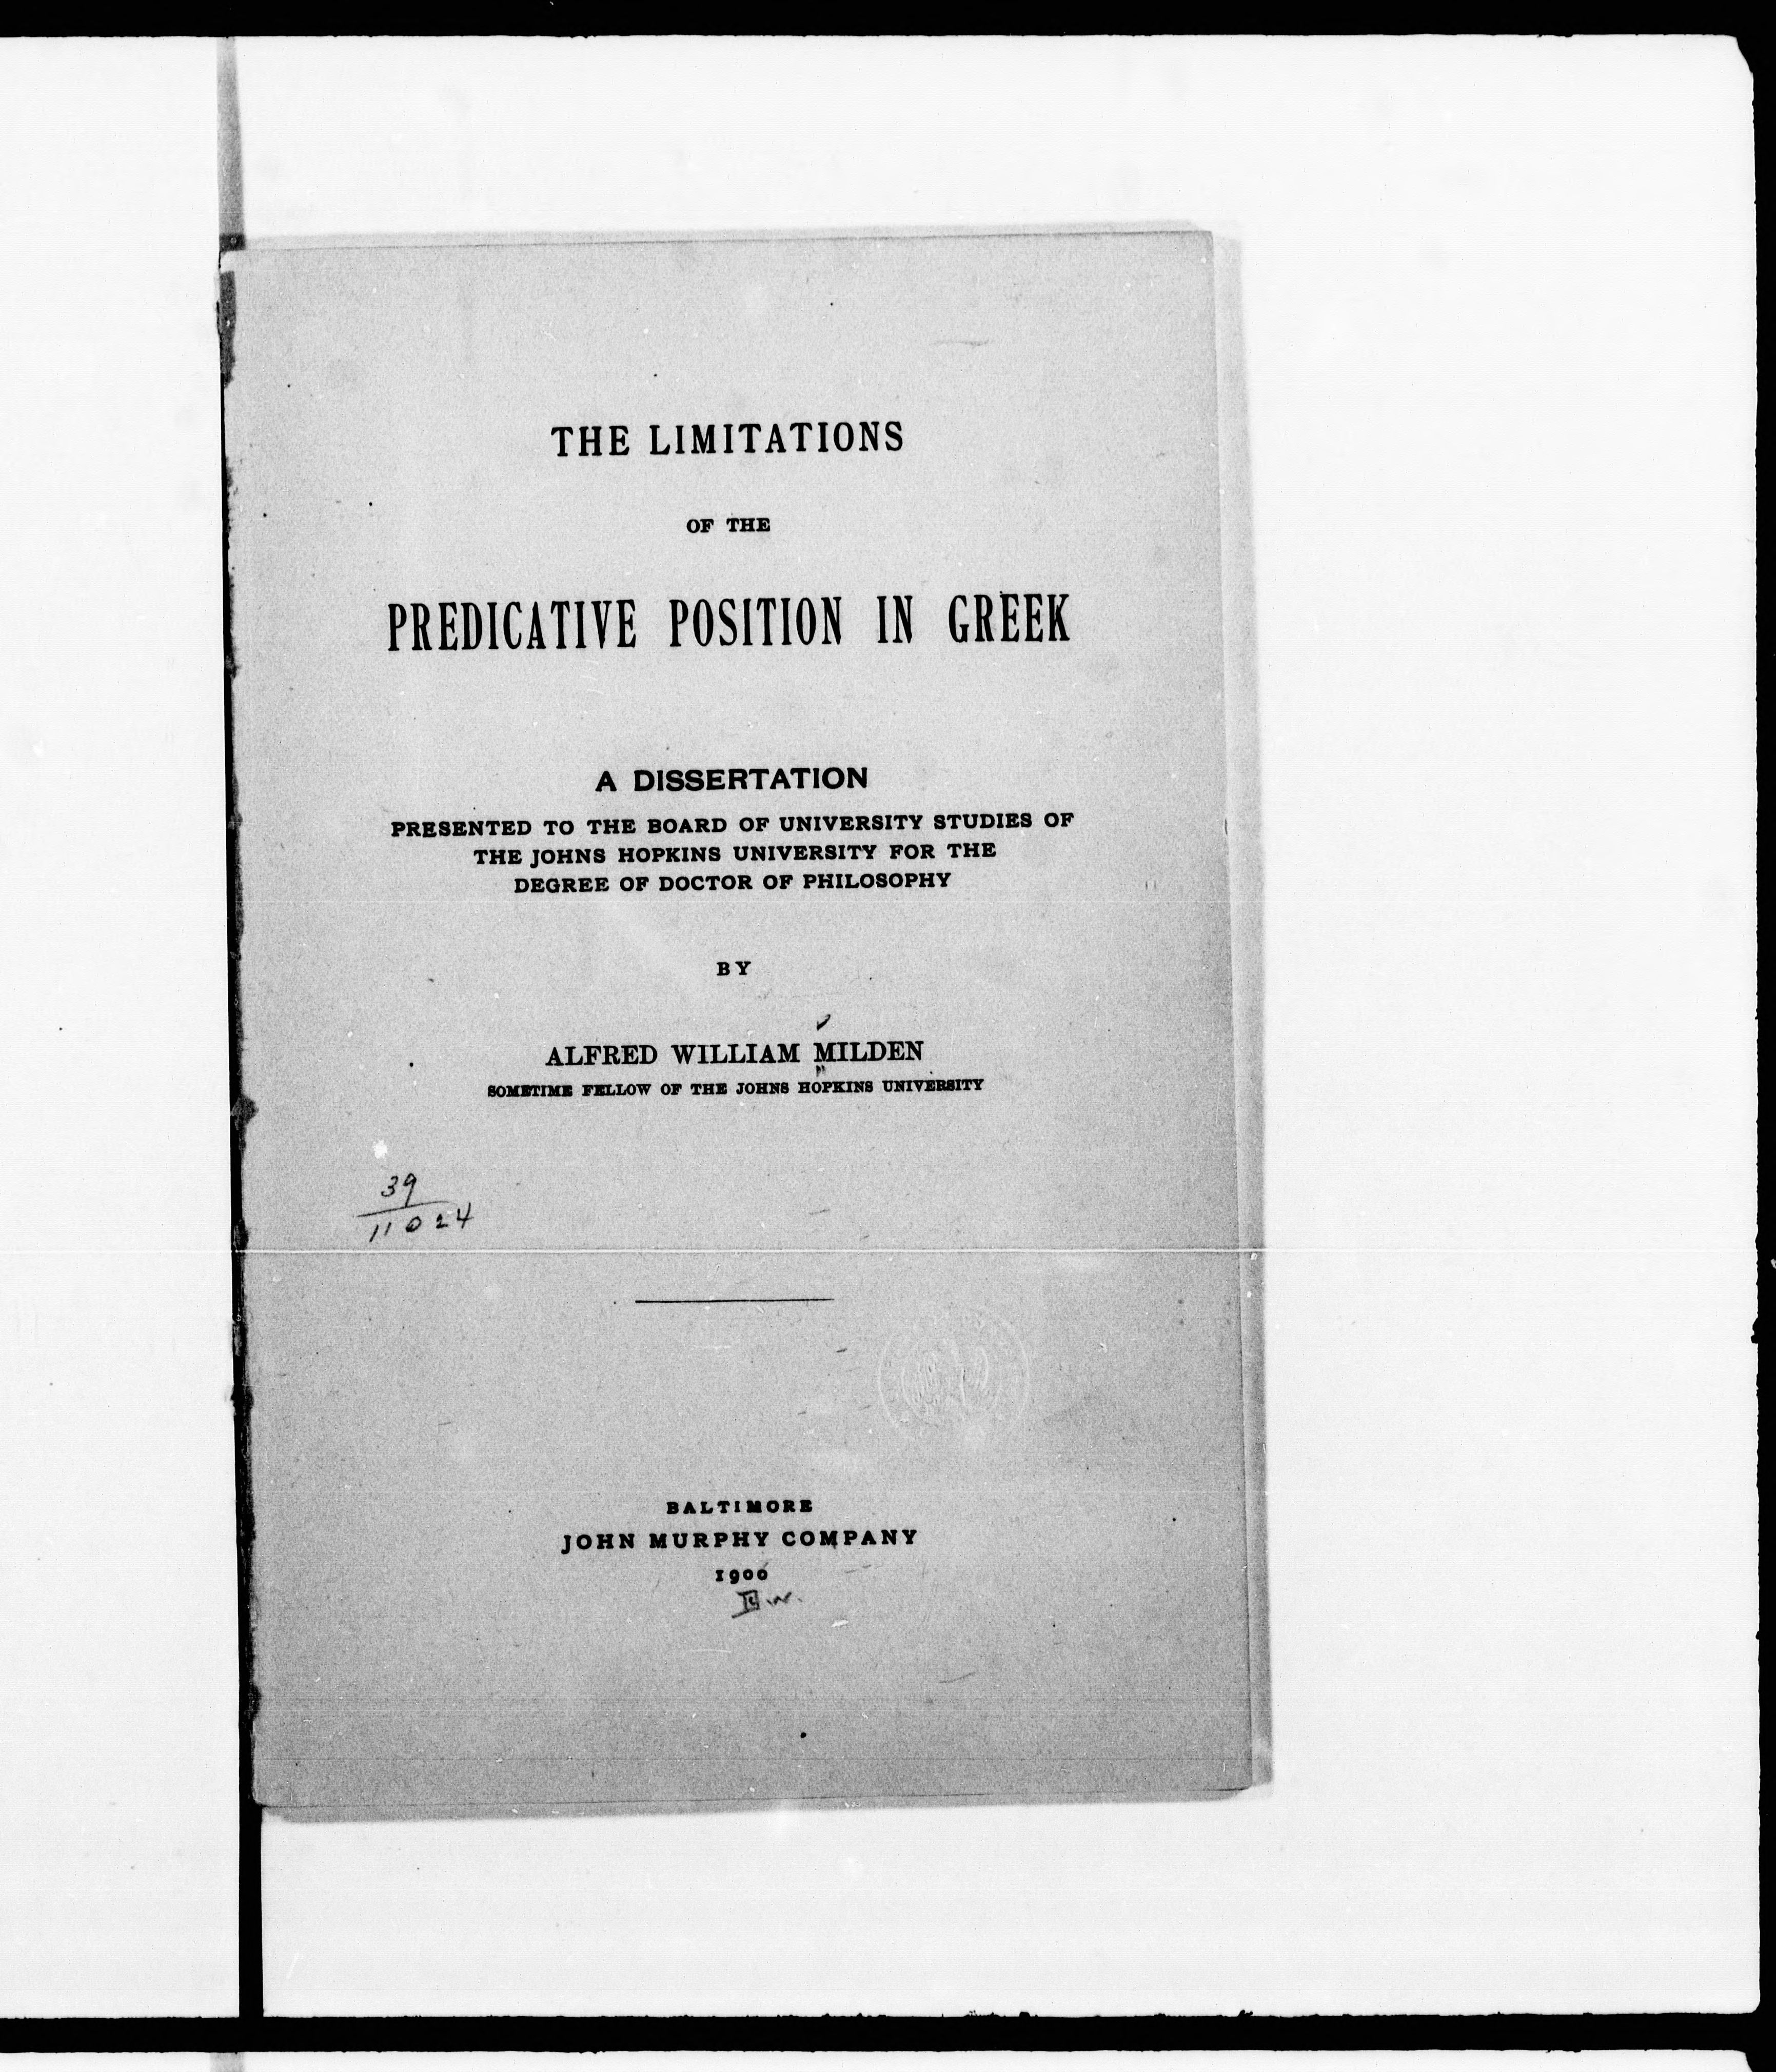 THE LIMITATIONS
OF THE
PREDICATIVE POSITION IN GREEK
A DISSERTATION
PRESENTED TO THE BOARD OF UNIVERSITY STUDIES OF
THE JOHNS HOPKINS UNIVERSITY FOR THE
DEGREE OF DOCTOR OF PHILOSOPHY
BY
ALFRED WILLIAM MILDEN
SOMETIME FELLOW OF THE JOHNS HOPKINS UNIVERSITY
39
11024
BALTIMORE
JOHN MURPHY COMPANY
1900